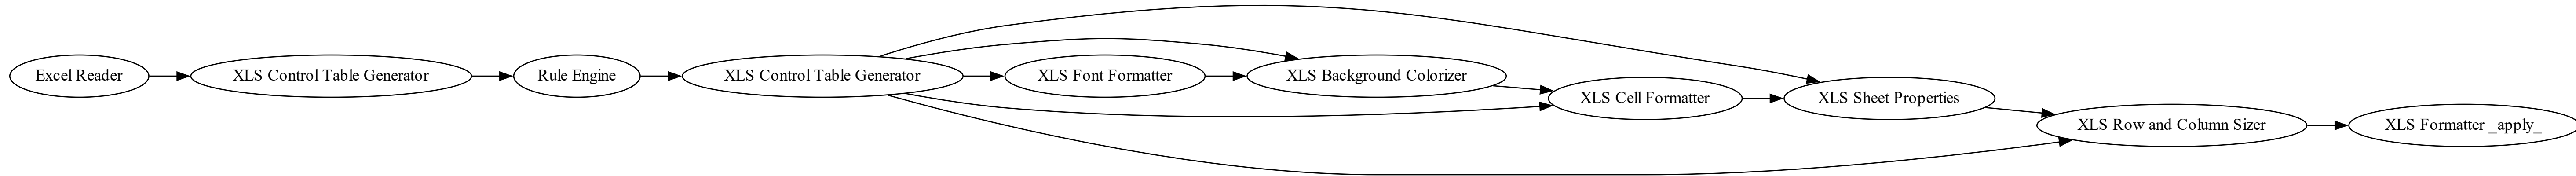 Excel Reader
XLS Control Table Generator
Rule Engine
XLS Control Table Generator
XLS Font Formatter
XLS Background Colorizer
XLS Cell Formatter
XLS Sheet Properties
XLS Row and Column Sizer
XLS Formatter _apply_